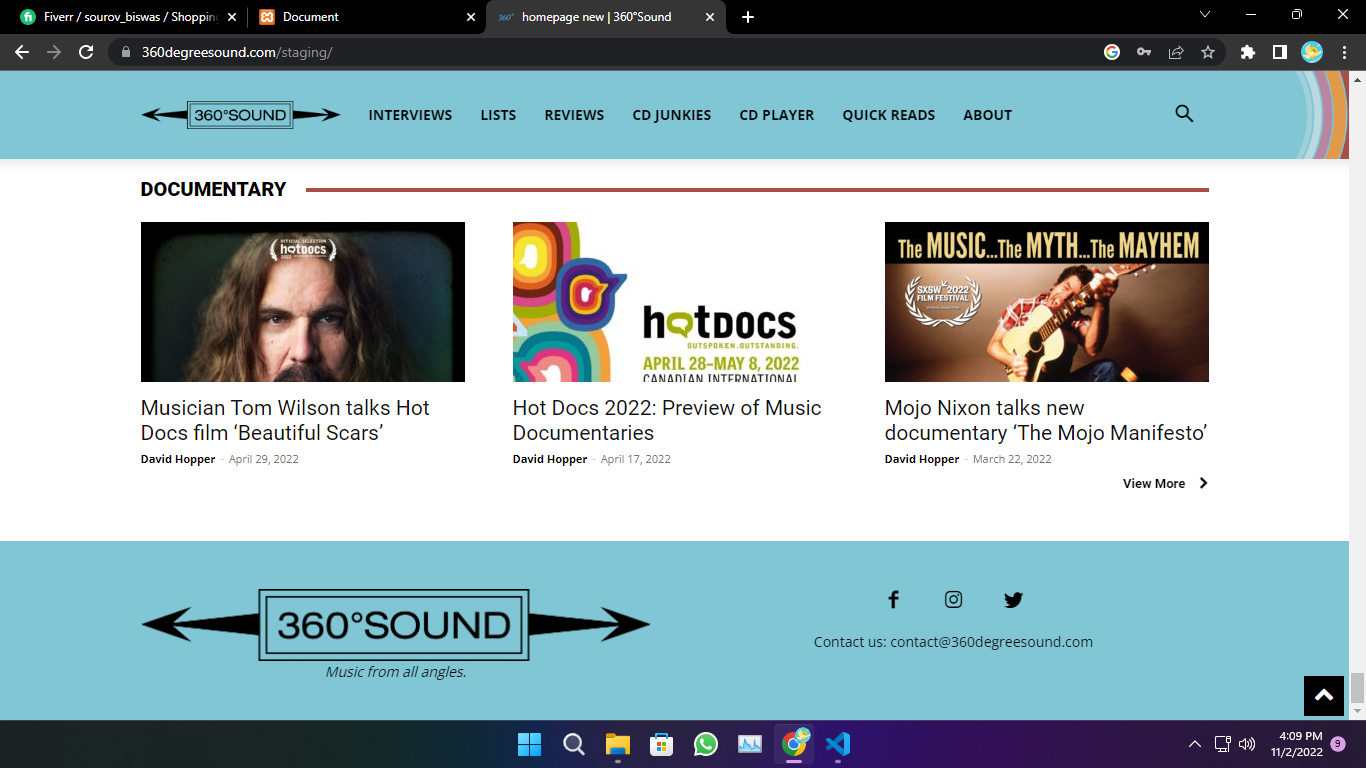 Fiverr / sourov_biswas / Shopping
Document
360° homepage new | 360°Sound
360degreesound.com/staging/
360°SOUND INTERVIEWS LISTS REVIEWS CD JUNKIES CD PLAYER QUICK READS ABOUT
DOCUMENTARY
OFFICIAL SELECTION
hotDOCS
2022
hotDOCS
OUTSPOKEN. OUTSTANDING.
APRIL 28–MAY 8, 2022
CANADIAN INTERNATIONAL
The MUSIC...The MYTH...The MAYHEM
SXSW 2022
FILM FESTIVAL
Musician Tom Wilson talks Hot
Docs film ‘Beautiful Scars’
David Hopper - April 29, 2022
Hot Docs 2022: Preview of Music
Documentaries
David Hopper - April 17, 2022
Mojo Nixon talks new
documentary ‘The Mojo Manifesto’
David Hopper - March 22, 2022
View More
360°SOUND
Music from all angles.
Contact us: contact@360degreesound.com
4:09 PM
11/2/2022
9